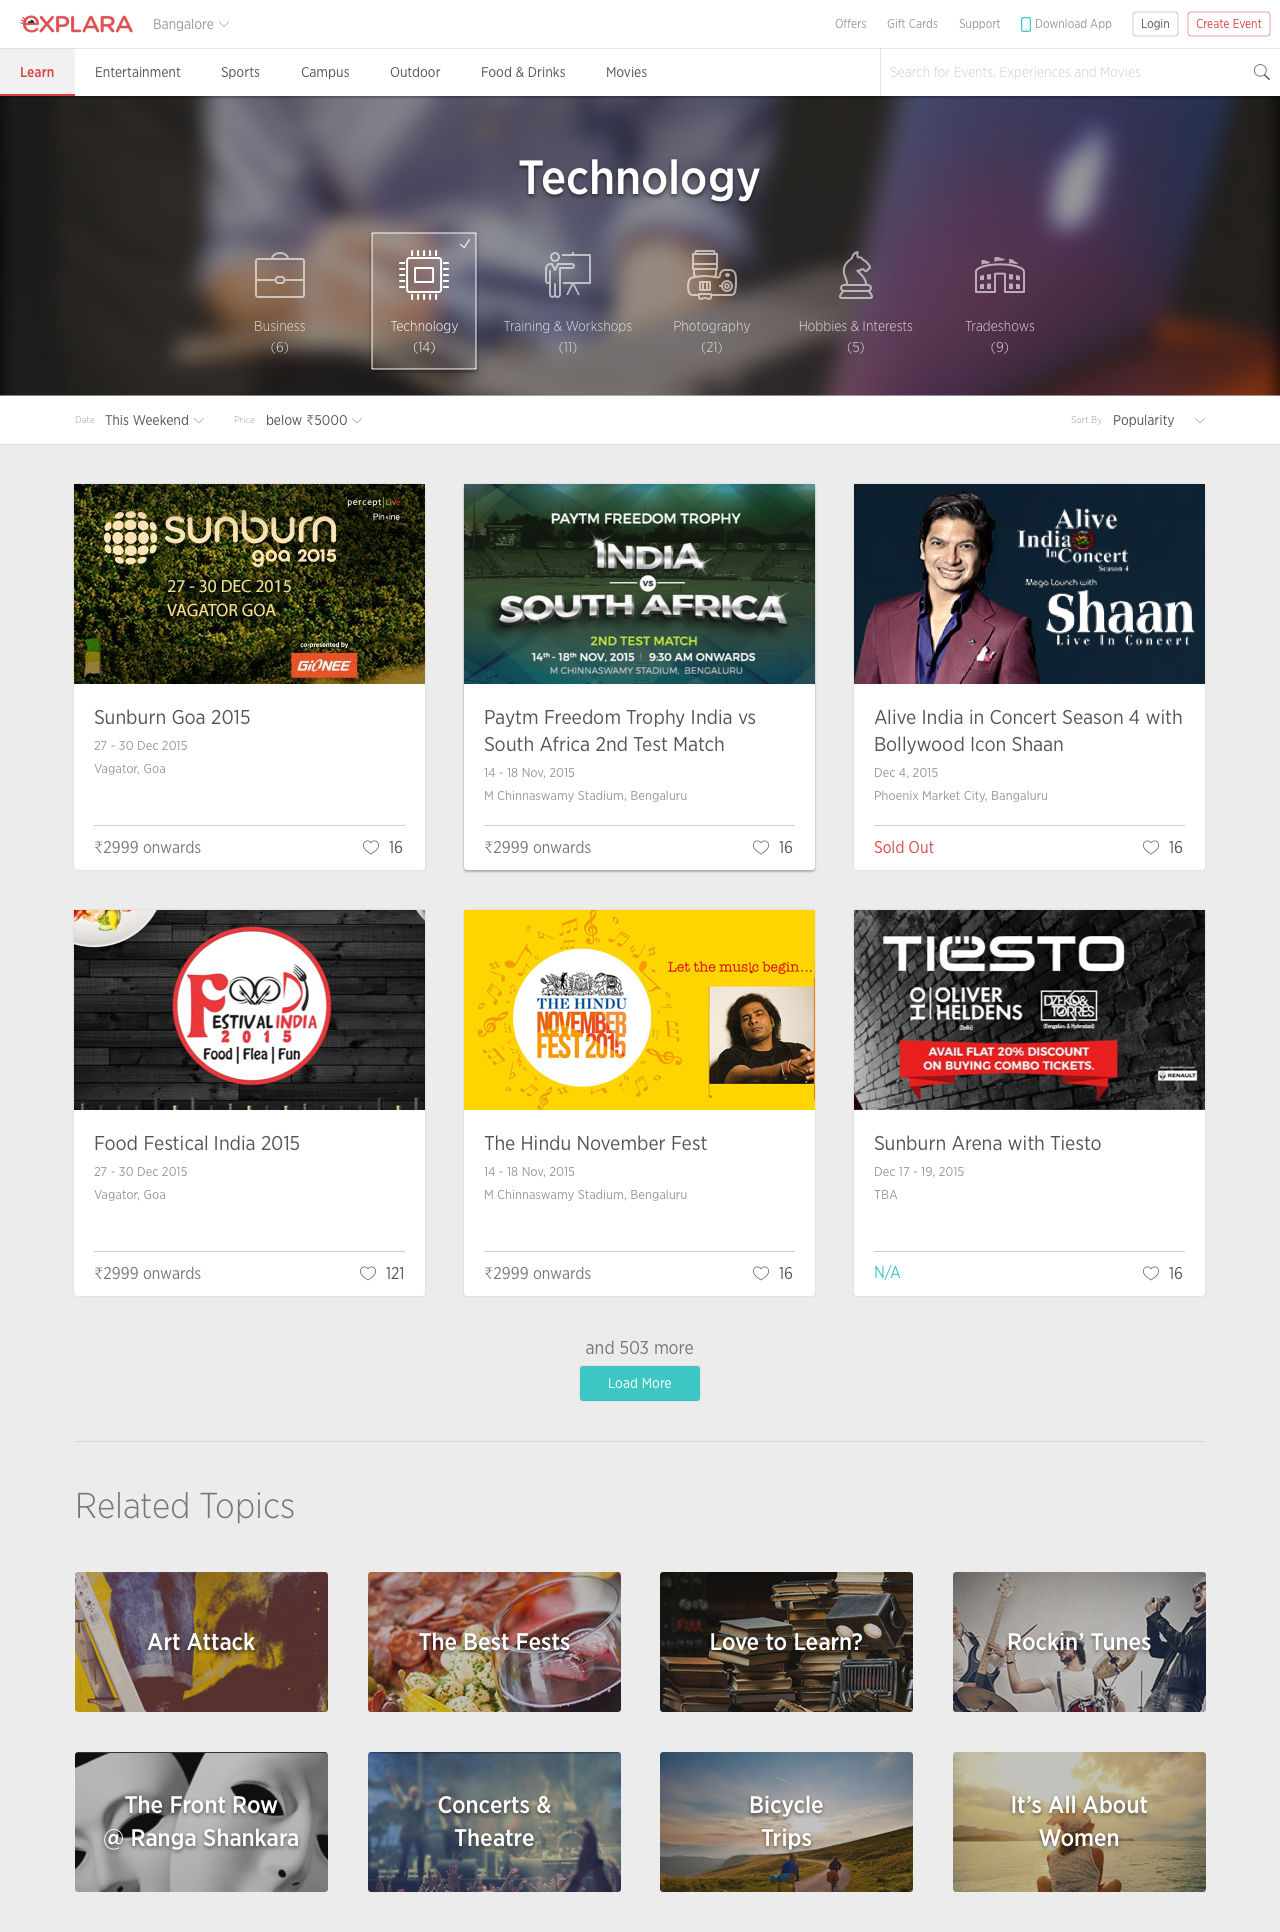 eXPLARA
Bangalore
Offers
Gift Cards
Support
Download App
Login
Create Event
Learn
Entertainment
Sports
Campus
Outdoor
Food & Drinks
Movies
Search for Events, Experiences and Movies
Technology
Business
(6)
Technology
(14)
Training & Workshops
(11)
Photography
(21)
Hobbies & Interests
(5)
Tradeshows
(9)
Date
This Weekend
Price
below ₹5000
Sort By
Popularity
percept Live
sunburn
goa 2015
27 - 30 DEC 2015
VAGATOR GOA
co-presented by
GIONEE
Sunburn Goa 2015
27 - 30 Dec 2015
Vagator, Goa
₹2999 onwards
16
PAYTM FREEDOM TROPHY
INDIA
VS
SOUTH AFRICA
2ND TEST MATCH
14th - 18th NOV, 2015 | 9:30 AM ONWARDS
M CHINNASWAMY STADIUM, BENGALURU
Paytm Freedom Trophy India vs
South Africa 2nd Test Match
14 - 18 Nov, 2015
M Chinnaswamy Stadium, Bengaluru
₹2999 onwards
16
Alive
India
In Concert
Season 4
Mega Launch with
Shaan
Live In Concert
Alive India in Concert Season 4 with
Bollywood Icon Shaan
Dec 4, 2015
Phoenix Market City, Bangaluru
Sold Out
16
FOOD
FESTIVAL INDIA
2015
Food | Flea | Fun
Food Festical India 2015
27 - 30 Dec 2015
Vagator, Goa
₹2999 onwards
121
Let the music begin...
THE HINDU
NOVEMBER
FEST 2015
The Hindu November Fest
14 - 18 Nov, 2015
M Chinnaswamy Stadium, Bengaluru
₹2999 onwards
16
TIËSTO
HO
OLIVER
HELDENS
(Delhi)
DZEKO &
TORRES
(Bengaluru & Hyderabad)
AVAIL FLAT 20% DISCOUNT
ON BUYING COMBO TICKETS.
RENAULT
Sunburn Arena with Tiesto
Dec 17 - 19, 2015
TBA
N/A
16
and 503 more
Load More
Related Topics
Art Attack
The Best Fests
Love to Learn?
Rockin’ Tunes
The Front Row
@ Ranga Shankara
Concerts &
Theatre
Bicycle
Trips
It’s All About
Women